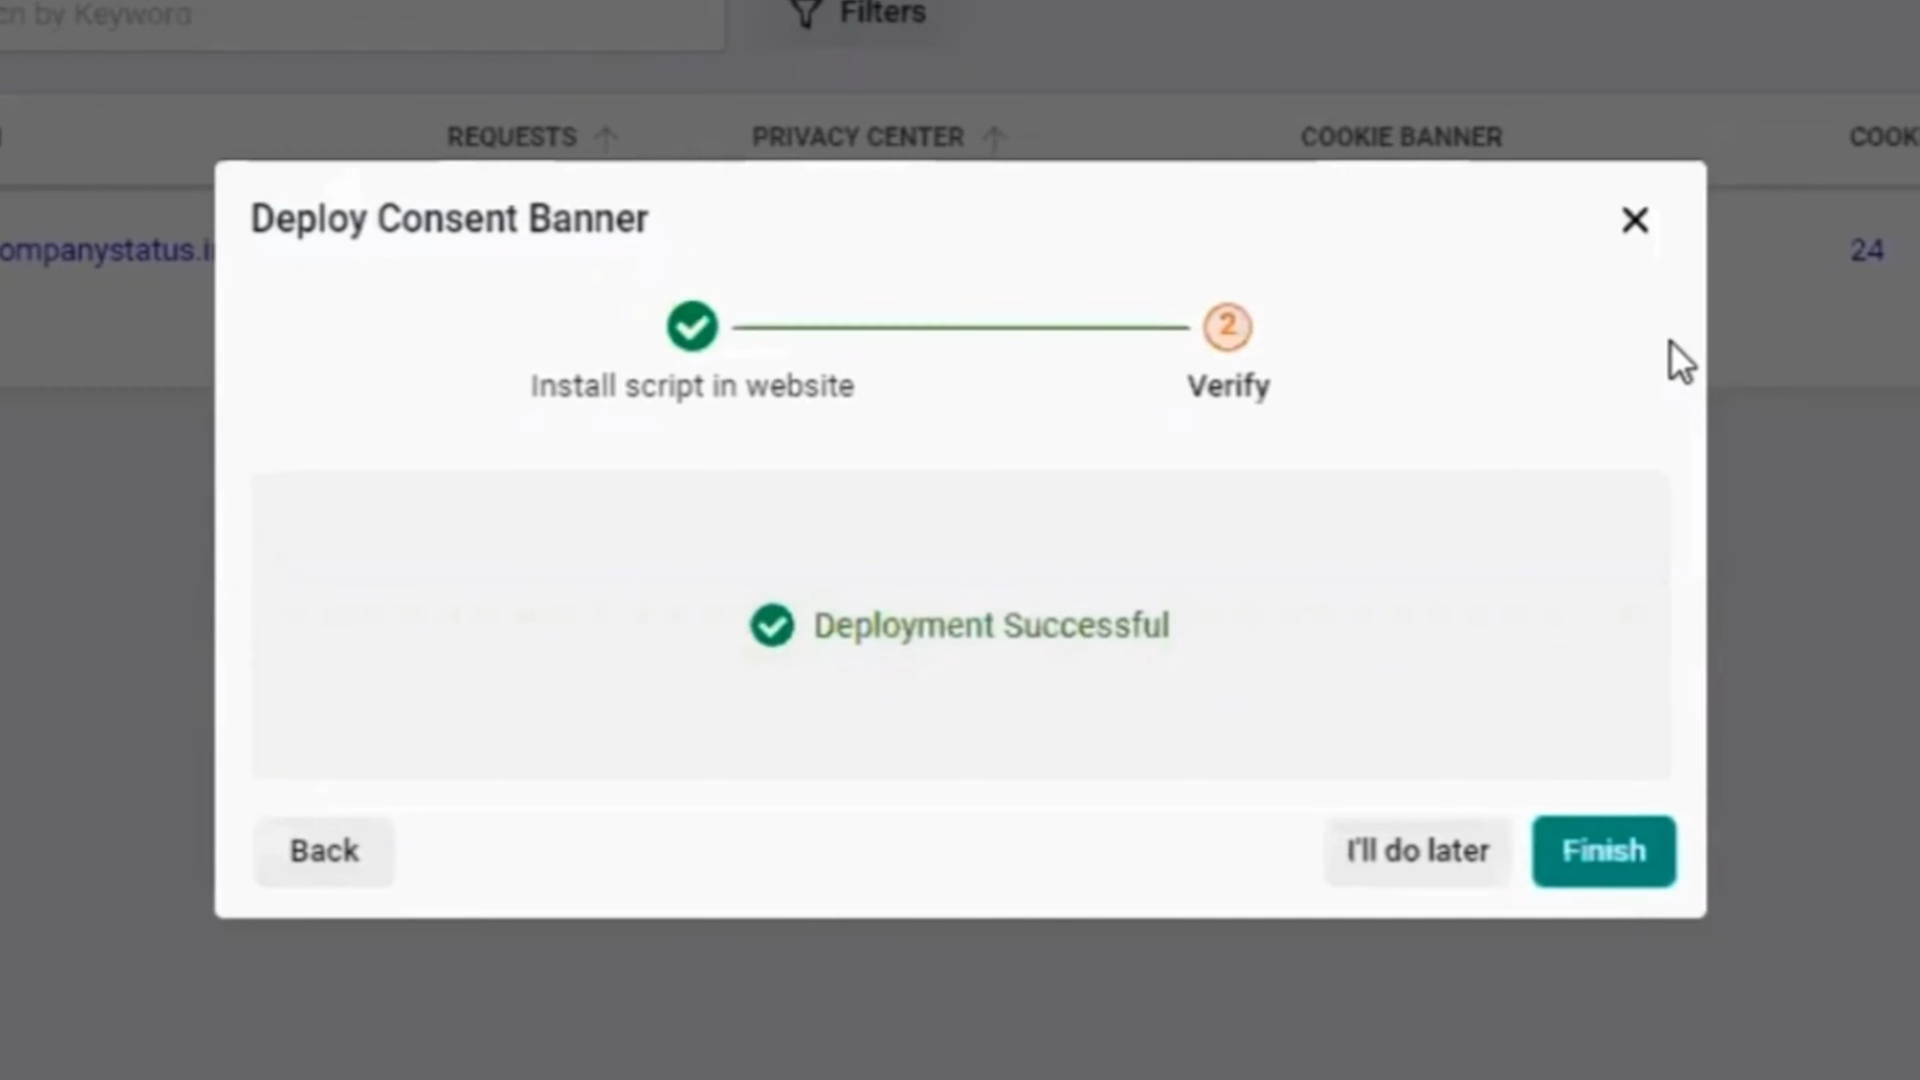 by Keyword
Filters
REQUESTS
PRIVACY CENTER
COOKIE BANNER
COOK
ompanystatus.i
24
Deploy Consent Banner
2
Install script in website
Verify
Deployment Successful
Back
I'll do later
Finish